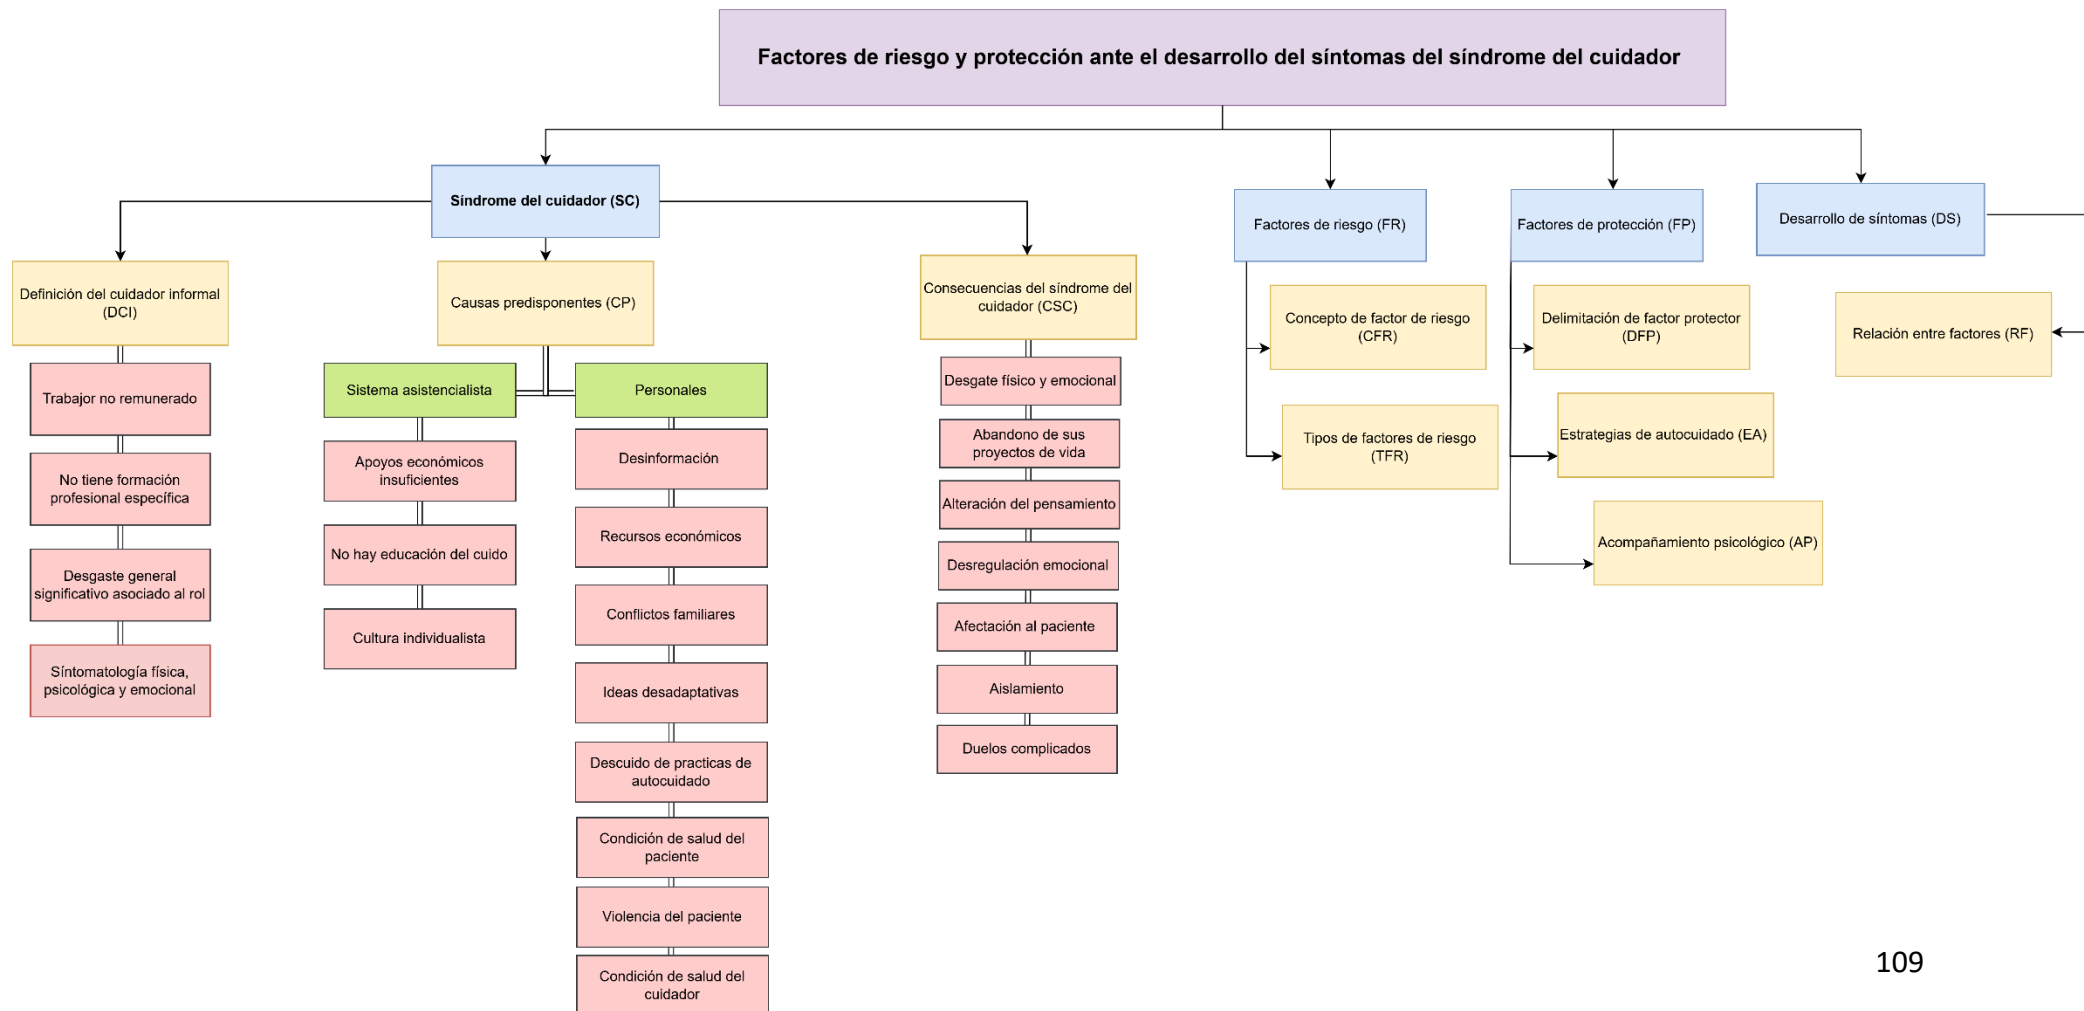 Factores de riesgo y protección ante el desarrollo del síntomas del síndrome del cuidador
Síndrome del cuidador (SC)
Factores de riesgo (FR)
Factores de protección (FP)
Desarrollo de síntomas (DS)
Definición del cuidador informal
(DCI)
Causas predisponentes (CP)
Consecuencias del síndrome del
cuidador (CSC)
Trabajor no remunerado
No tiene formación
profesional específica
Desgaste general
significativo asociado al rol
Síntomatología física,
psicológica y emocional
Sistema asistencialista
Apoyos económicos
insuficientes
No hay educación del cuido
Cultura individualista
Personales
Desinformación
Recursos económicos
Conflictos familiares
Ideas desadaptativas
Descuido de practicas de
autocuidado
Condición de salud del
paciente
Violencia del paciente
Condición de salud del
cuidador
Desgate físico y emocional
Abandono de sus
proyectos de vida
Alteración del pensamiento
Desregulación emocional
Afectación al paciente
Aislamiento
Duelos complicados
Concepto de factor de riesgo
(CFR)
Tipos de factores de riesgo
(TFR)
Delimitación de factor protector
(DFP)
Estrategias de autocuidado (EA)
Acompañamiento psicológico (AP)
Relación entre factores (RF)
109